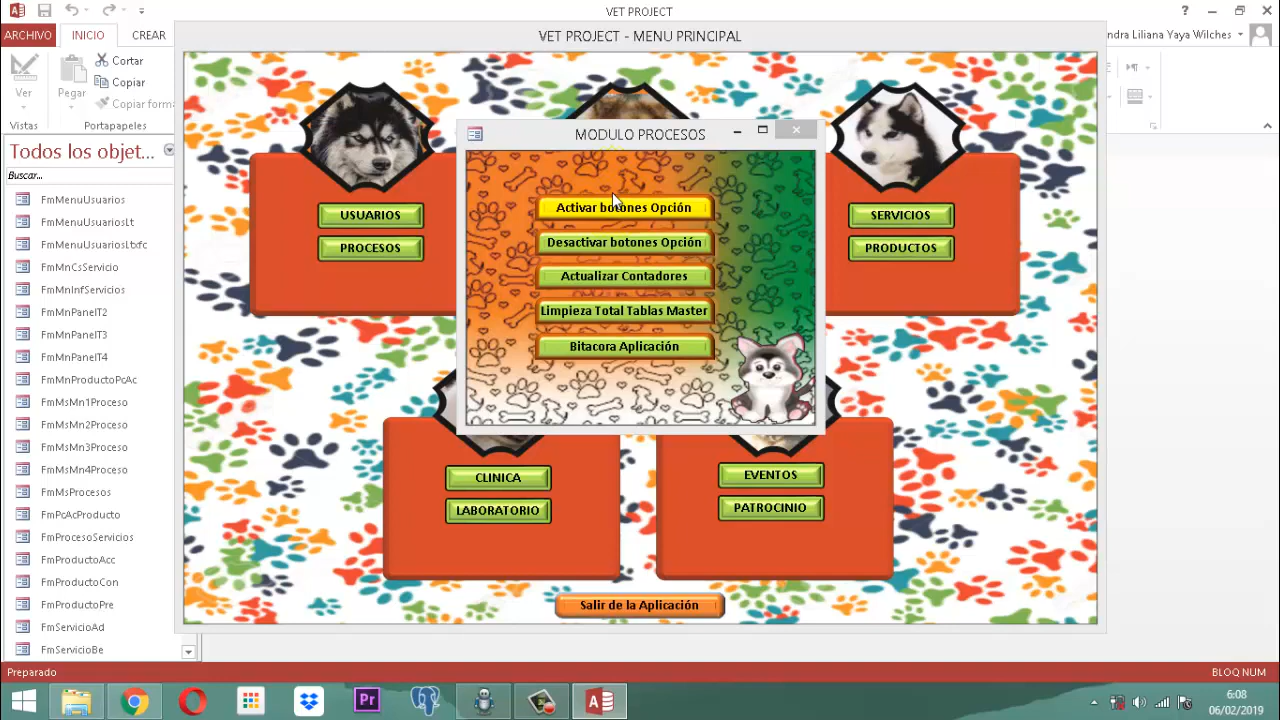 VET PROJECT
?
ARCHIVO
INICIO
CREAR
ndra Liliana Yaya Wilches
Ver
Pegar
Cortar
Copiar
Copiar forma
Vistas
Portapapeles
VET PROJECT - MENU PRINCIPAL
Todos los objet...
Buscar...
FmMenuUsuarios
FmMenuUsuariosLt
FmMenuUsuariosLtxfc
FmMnCsServicio
FmMnInfServicios
FmMnPanelT2
FmMnPanelT3
FmMnPanelT4
FmMnProductoPcAc
FmMsMn1Proceso
FmMsMn2Proceso
FmMsMn3Proceso
FmMsMn4Proceso
FmMsProcesos
FmPcAcProducto
FmProcesoServicios
FmProductoAcc
FmProductoCon
FmProductoPre
FmServicioAd
FmServicioBe
USUARIOS
PROCESOS
MODULO PROCESOS
Activar botones Opción
Desactivar botones Opción
Actualizar Contadores
Limpieza Total Tablas Master
Bitacora Aplicación
SERVICIOS
PRODUCTOS
CLINICA
LABORATORIO
EVENTOS
PATROCINIO
Salir de la Aplicación
Preparado
BLOQ NUM
Pr
6:08
06/02/2019